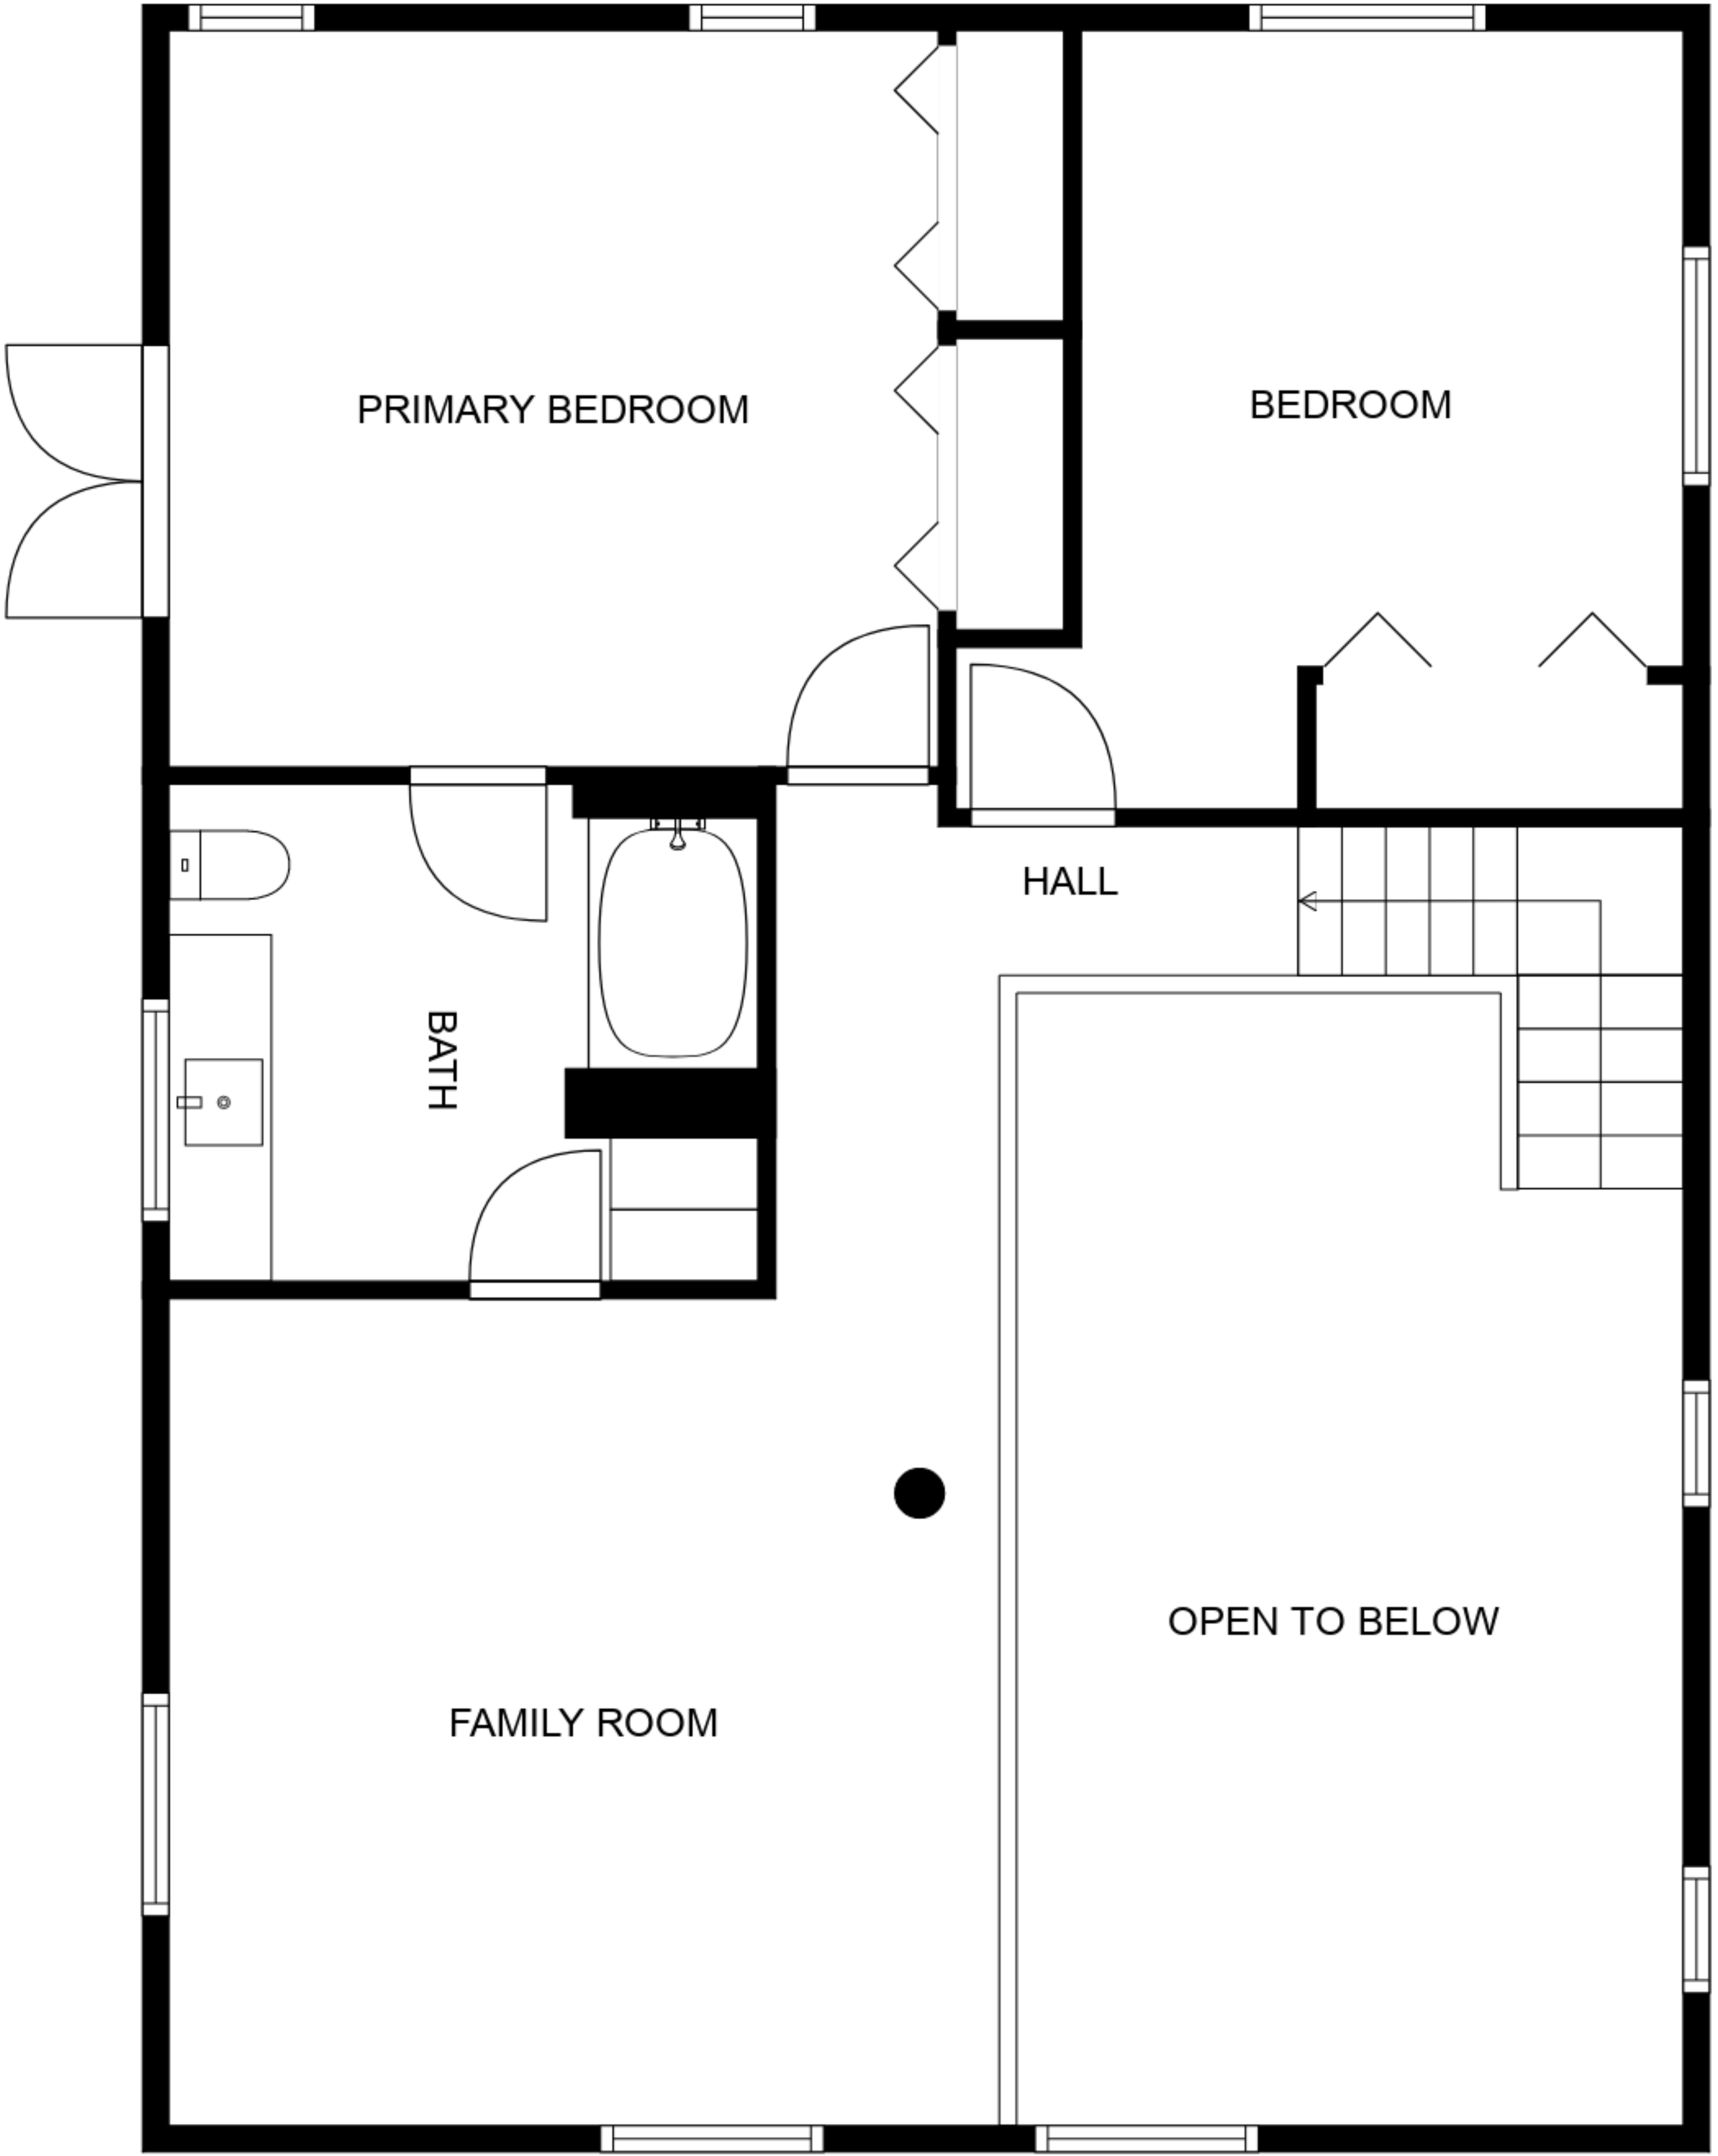 PRIMARY BEDROOM
BEDROOM
HALL
BATH
OPEN TO BELOW
FAMILY ROOM